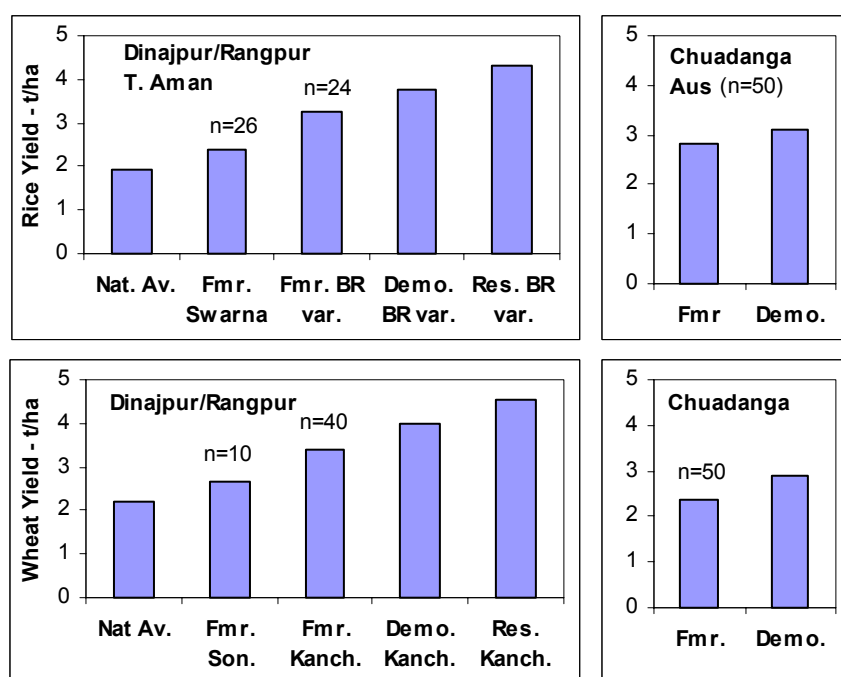 Dinajpur/Rangpur
T. Aman
Rice Yield - t/ha
5
4
3
2
1
0
n=26
n=24
Nat. Av.
Fmr.
Swarna
Fmr. BR
var.
Demo.
BR var.
Res. BR
var.
Chuadanga
Aus (n=50)
5
4
3
2
1
0
Fmr
Demo.
Dinajpur/Rangpur
Wheat Yield - t/ha
5
4
3
2
1
0
n=10
n=40
Nat Av.
Fmr.
Son.
Fmr.
Kanch.
Demo.
Kanch.
Res.
Kanch.
Chuadanga
5
4
3
2
1
0
n=50
Fmr.
Demo.